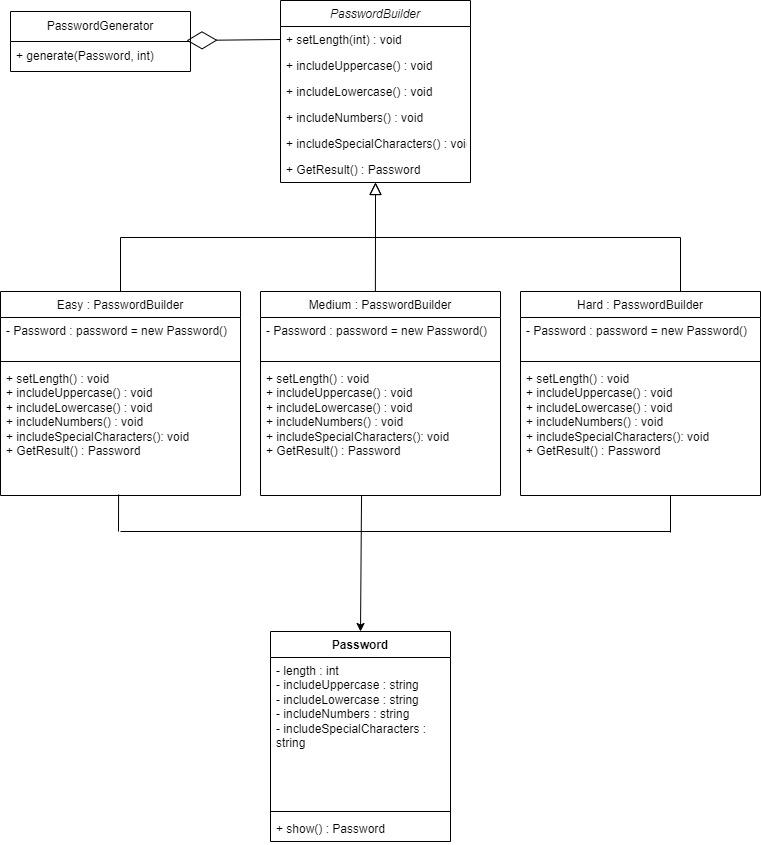 PasswordGenerator
+ generate(Password, int)
PasswordBuilder
+ setLength(int) : void
+ includeUppercase() : void
+ includeLowercase() : void
+ includeNumbers() : void
+ includeSpecialCharacters() : voi
+ GetResult() : Password
Easy : PasswordBuilder
- Password : password = new Password()
+ setLength() : void
+ includeUppercase() : void
+ includeLowercase() : void
+ includeNumbers() : void
+ includeSpecialCharacters(): void
+ GetResult() : Password
Medium : PasswordBuilder
- Password : password = new Password()
+ setLength() : void
+ includeUppercase() : void
+ includeLowercase() : void
+ includeNumbers() : void
+ includeSpecialCharacters(): void
+ GetResult() : Password
Hard : PasswordBuilder
- Password : password = new Password()
+ setLength() : void
+ includeUppercase() : void
+ includeLowercase() : void
+ includeNumbers() : void
+ includeSpecialCharacters(): void
+ GetResult() : Password
Password
- length : int
- includeUppercase : string
- includeLowercase : string
- includeNumbers : string
- includeSpecialCharacters :
string
+ show() : Password